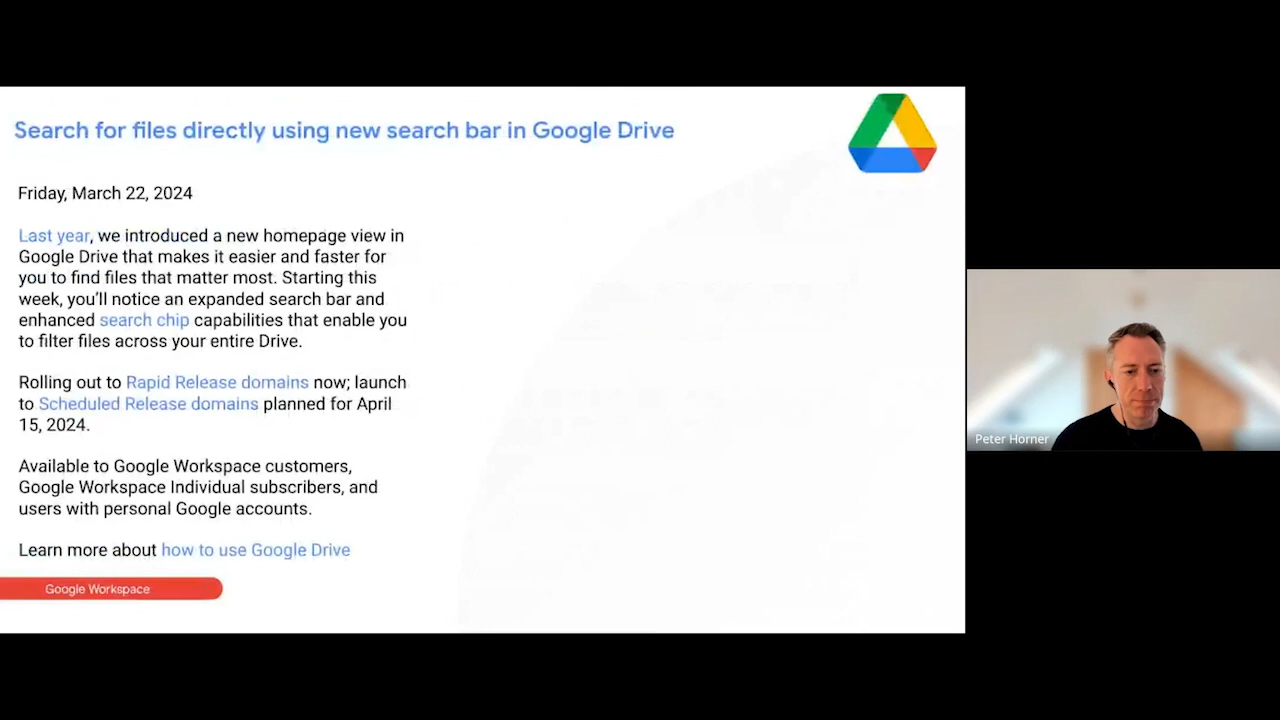 Search for files directly using new search bar in Google Drive
Friday, March 22, 2024
Last year, we introduced a new homepage view in
Google Drive that makes it easier and faster for
you to find files that matter most. Starting this
week, you’ll notice an expanded search bar and
enhanced search chip capabilities that enable you
to filter files across your entire Drive.
Rolling out to Rapid Release domains now; launch
to Scheduled Release domains planned for April
15, 2024.
Available to Google Workspace customers,
Google Workspace Individual subscribers, and
users with personal Google accounts.
Learn more about how to use Google Drive
Google Workspace
Peter Horner